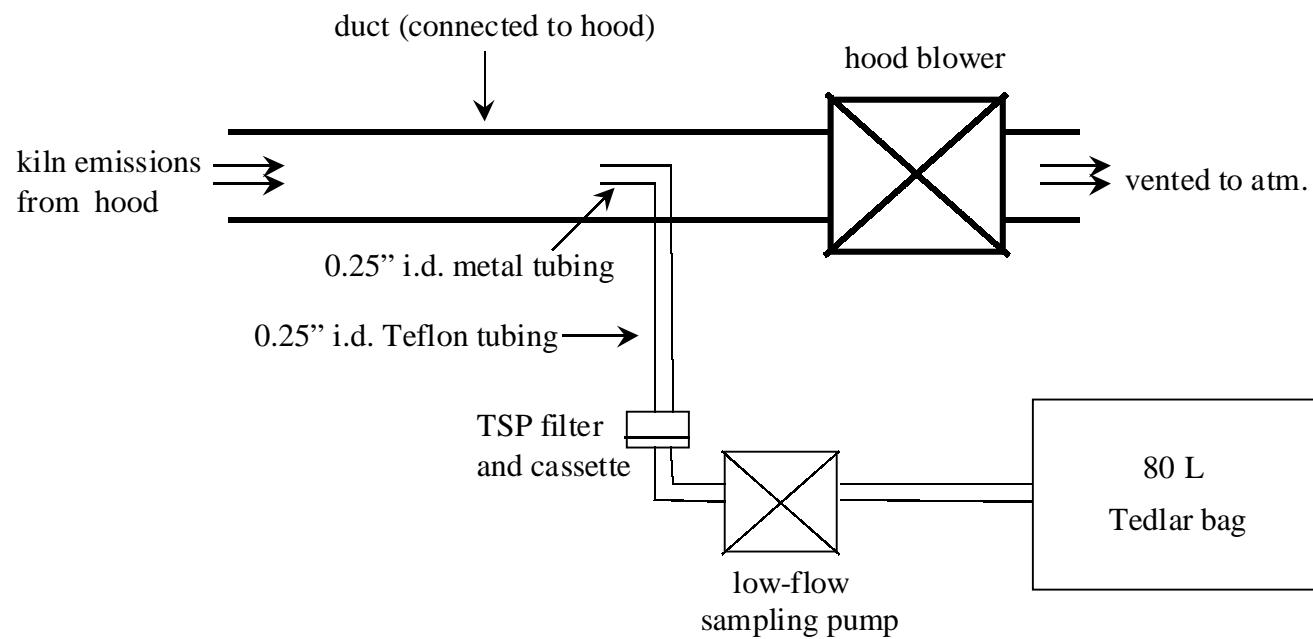 duct (connected to hood)
hood blower
kiln emissions
from hood
vented to atm.
0.25” i.d. metal tubing
0.25” i.d. Teflon tubing
TSP filter
and cassette
80 L
Tedlar bag
low-flow
sampling pump